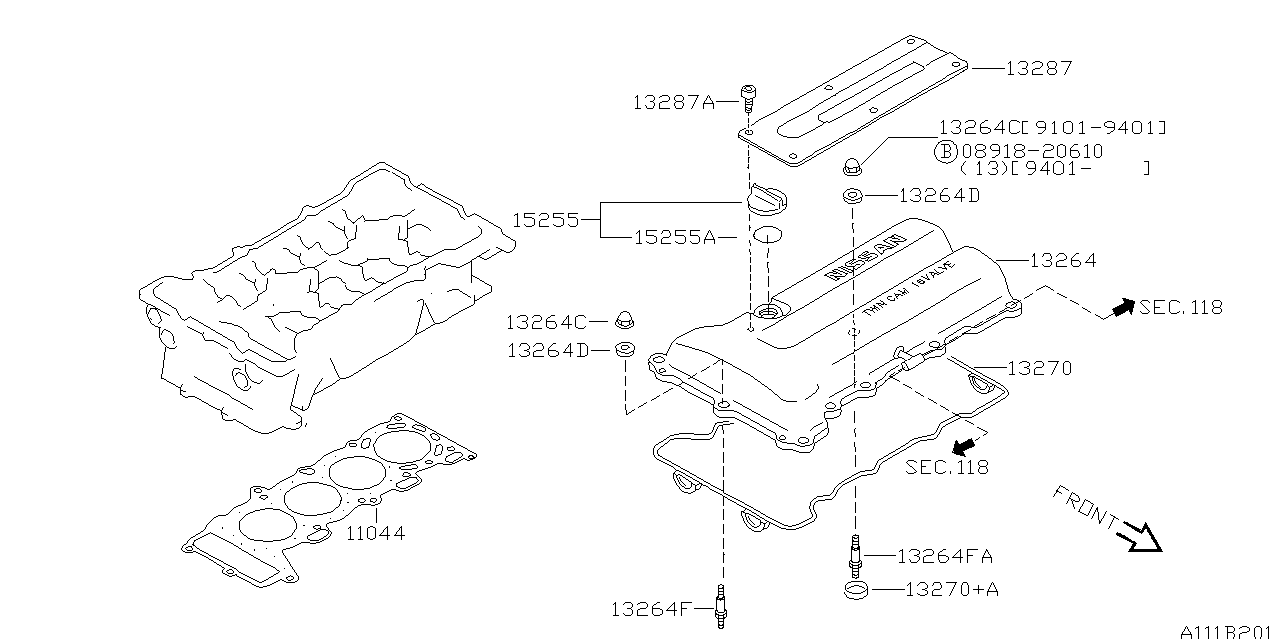 13287
13287A
13264C[9101-9401]
Ⓑ08918-20610
(13)[9401-    ]
13264D
15255
15255A
NISSAN
TWIN CAM 16VALVE
13264
SEC.118
13264C
13264D
13270
SEC.118
FRONT
11044
13264FA
13270+A
13264F
A111B201